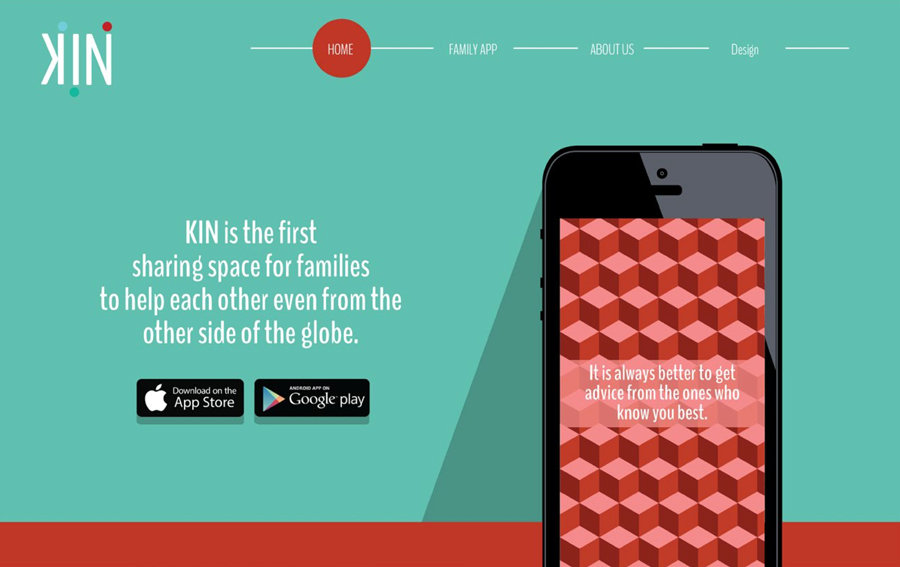 KIN
HOME
FAMILY APP
ABOUT US
Design
KIN is the first
sharing space for families
to help each other even from the
other side of the globe.
Download on the
App Store
ANDROID APP ON
Google play
It is always better to get
advice from the ones who
know you best.